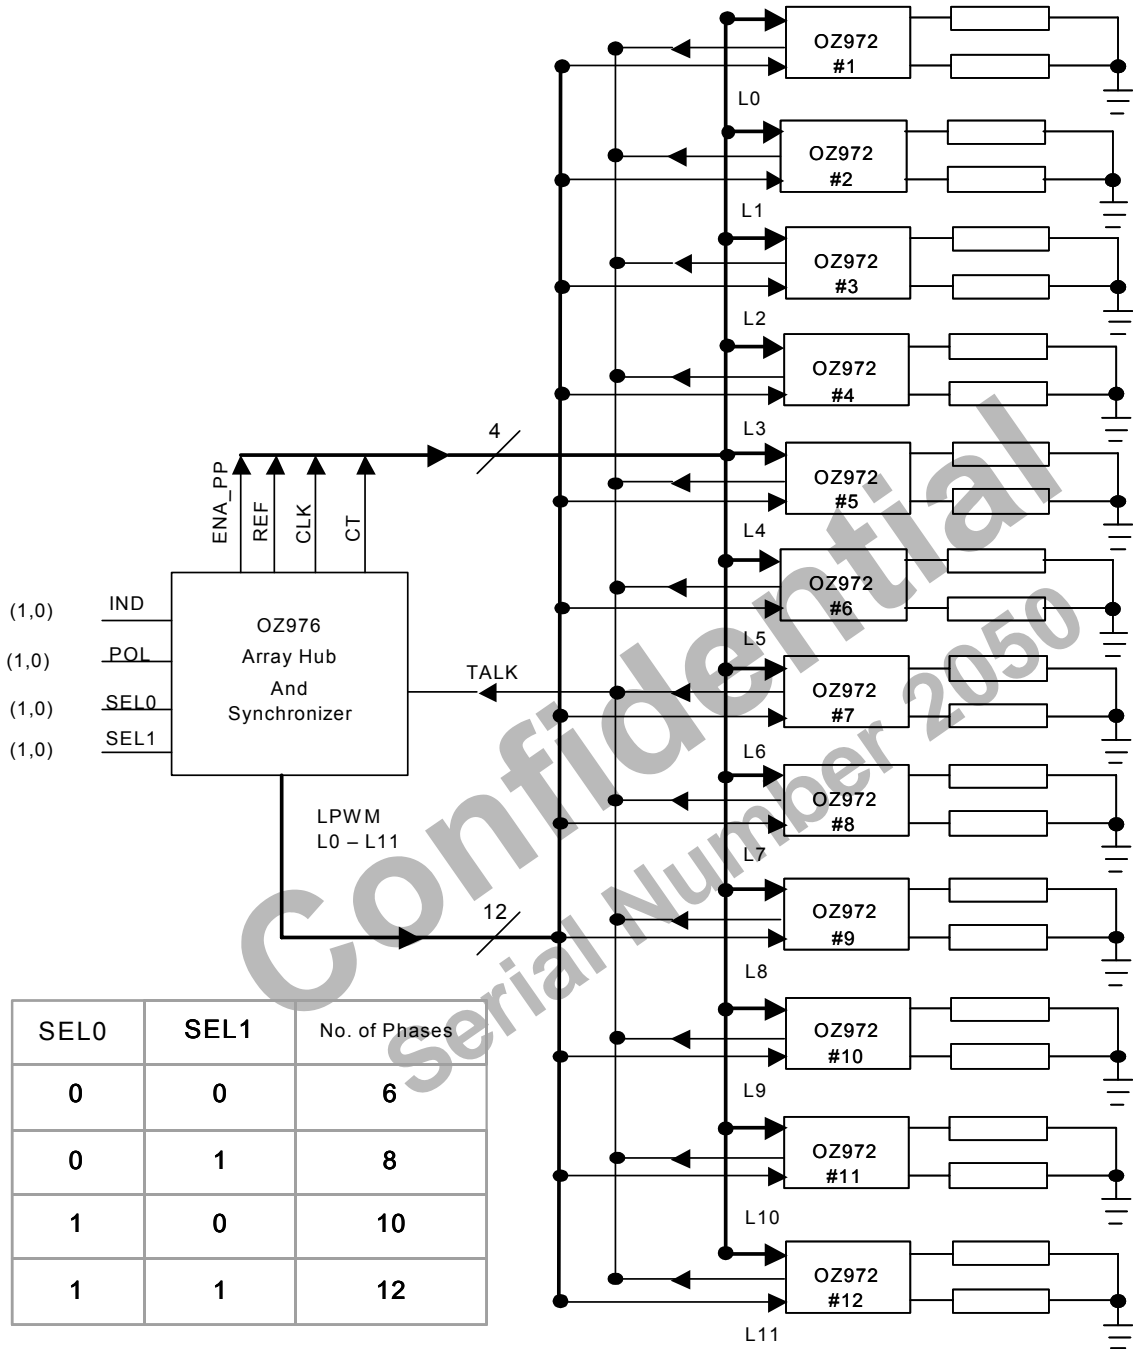 OZ972
#1
L0
OZ972
#2
L1
OZ972
#3
L2
OZ972
#4
L3
OZ972
#5
L4
OZ972
#6
L5
OZ972
#7
L6
OZ972
#8
L7
OZ972
#9
L8
OZ972
#10
L9
OZ972
#11
L10
OZ972
#12
L11
4
ENA_PP
REF
CLK
CT
(1,0) IND
(1,0) POL
(1,0) SEL0
(1,0) SEL1
OZ976
Array Hub
And
Synchronizer
TALK
LPWM
L0 – L11
12
SEL0 SEL1 No. of Phases
0 0 6
0 1 8
1 0 10
1 1 12
Confidential
Serial Number 2050